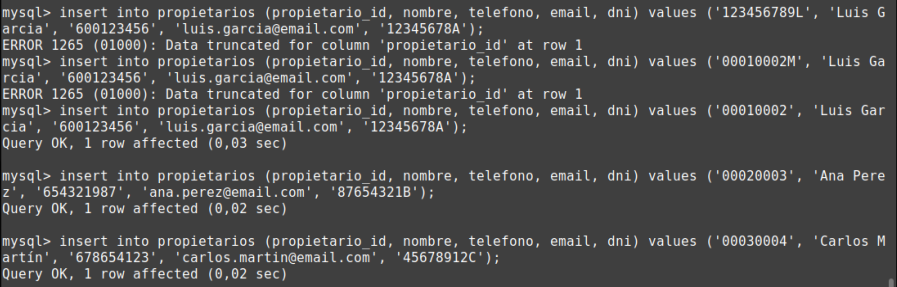 mysql> insert into propietarios (propietario_id, nombre, telefono, email, dni) values ('123456789L', 'Luis G
arcia', '600123456', 'luis.garcia@email.com', '12345678A');
ERROR 1265 (01000): Data truncated for column 'propietario_id' at row 1
mysql> insert into propietarios (propietario_id, nombre, telefono, email, dni) values ('00010002M', 'Luis Ga
rcia', '600123456', 'luis.garcia@email.com', '12345678A');
ERROR 1265 (01000): Data truncated for column 'propietario_id' at row 1
mysql> insert into propietarios (propietario_id, nombre, telefono, email, dni) values ('00010002', 'Luis Gar
cia', '600123456', 'luis.garcia@email.com', '12345678A');
Query OK, 1 row affected (0,03 sec)
mysql> insert into propietarios (propietario_id, nombre, telefono, email, dni) values ('00020003', 'Ana Pere
z', '654321987', 'ana.perez@email.com', '87654321B');
Query OK, 1 row affected (0,02 sec)
mysql> insert into propietarios (propietario_id, nombre, telefono, email, dni) values ('00030004', 'Carlos M
artín', '678654123', 'carlos.martin@email.com', '45678912C');
Query OK, 1 row affected (0,02 sec)